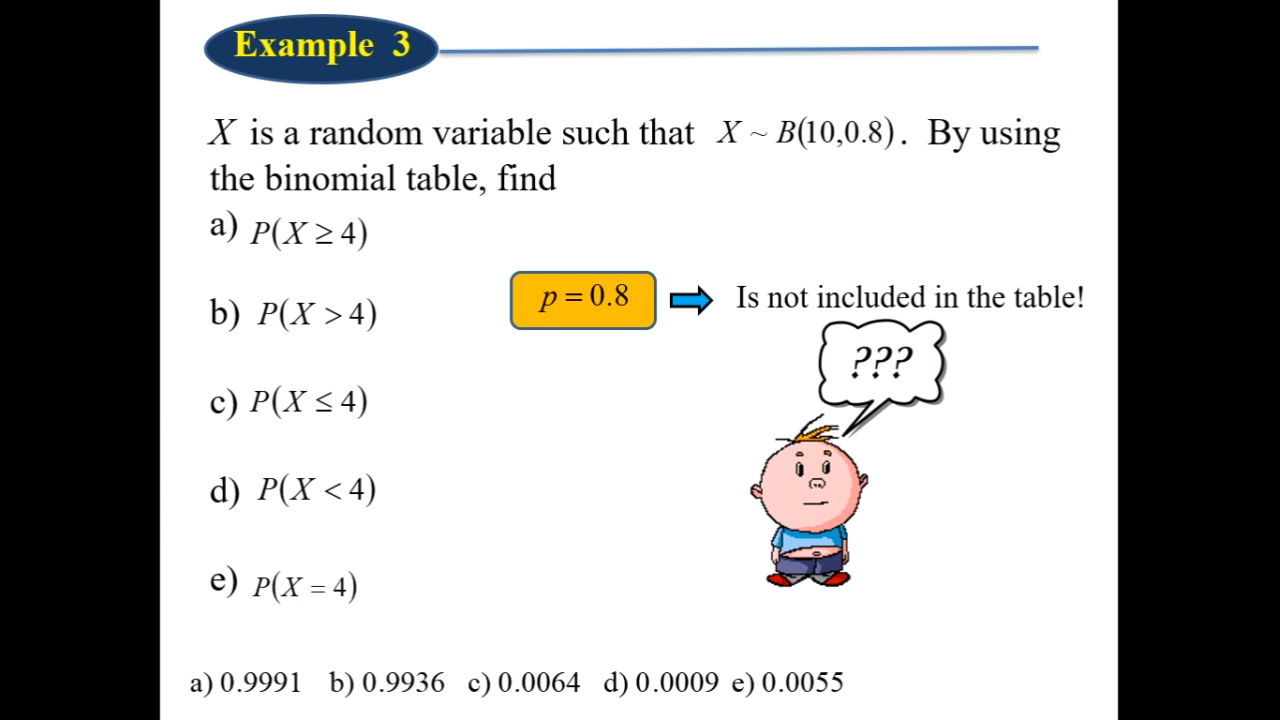 Example 3
X is a random variable such that X ~ B(10,0.8). By using
the binomial table, find
a) P(X ≥ 4)
b) P(X > 4)
p = 0.8 Is not included in the table!
???
c) P(X ≤ 4)
d) P(X < 4)
e) P(X = 4)
a) 0.9991 b) 0.9936 c) 0.0064 d) 0.0009 e) 0.0055